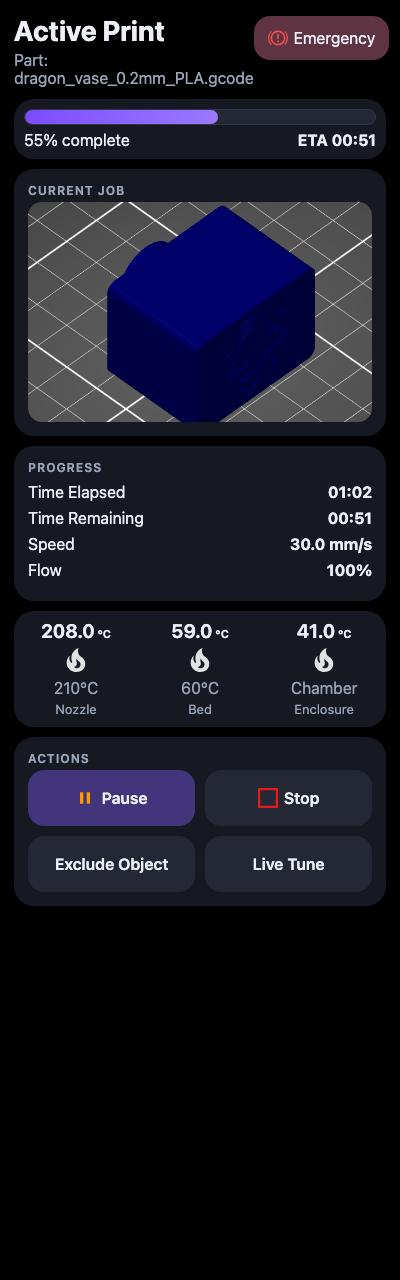 Active Print
Emergency
Part:
dragon_vase_0.2mm_PLA.gcode
55% complete
ETA 00:51
CURRENT JOB
PROGRESS
Time Elapsed 01:02
Time Remaining 00:51
Speed 30.0 mm/s
Flow 100%
208.0 °C 59.0 °C 41.0 °C
210°C 60°C Chamber
Nozzle Bed Enclosure
ACTIONS
Pause Stop
Exclude Object Live Tune